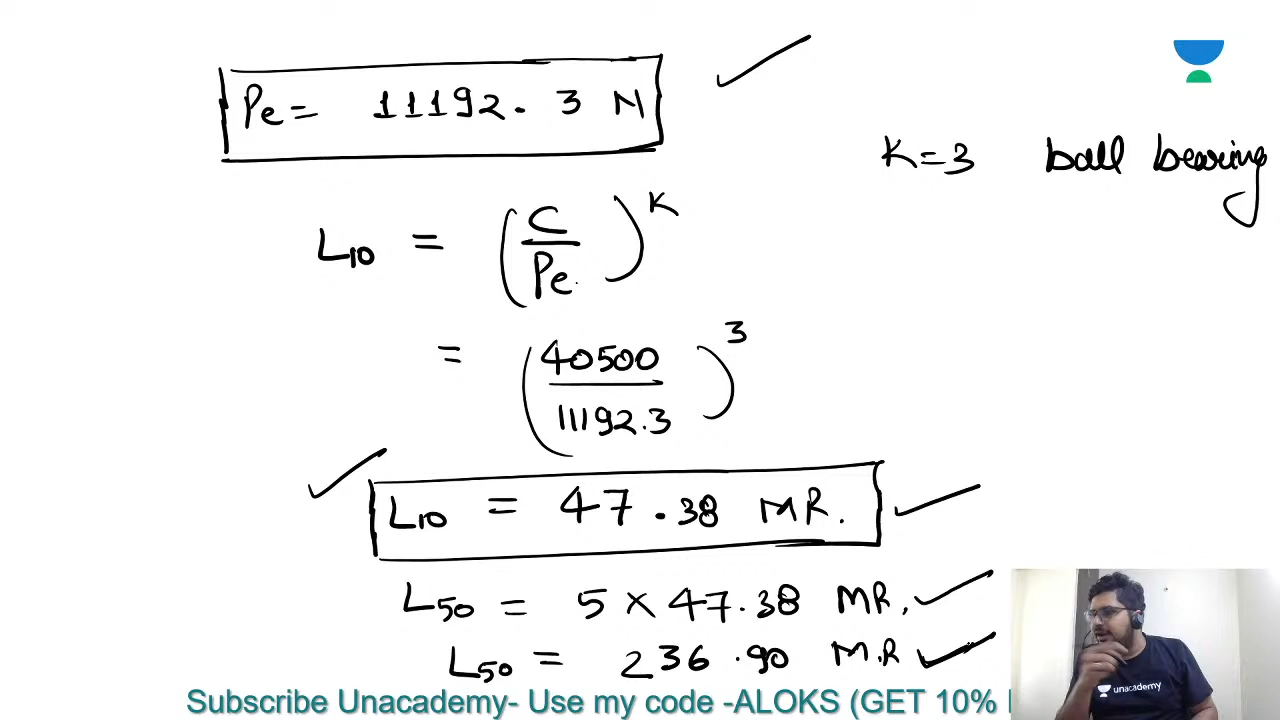 Pe = 11192.3 N
K=3 ball bearing
L10 = (C/Pe)^K
= (40500/11192.3)^3
L10 = 47.38 MR.
L50 = 5 × 47.38 MR.
L50 = 236.90 M.R
unacademy
Subscribe Unacademy- Use my code -ALOKS (GET 10%